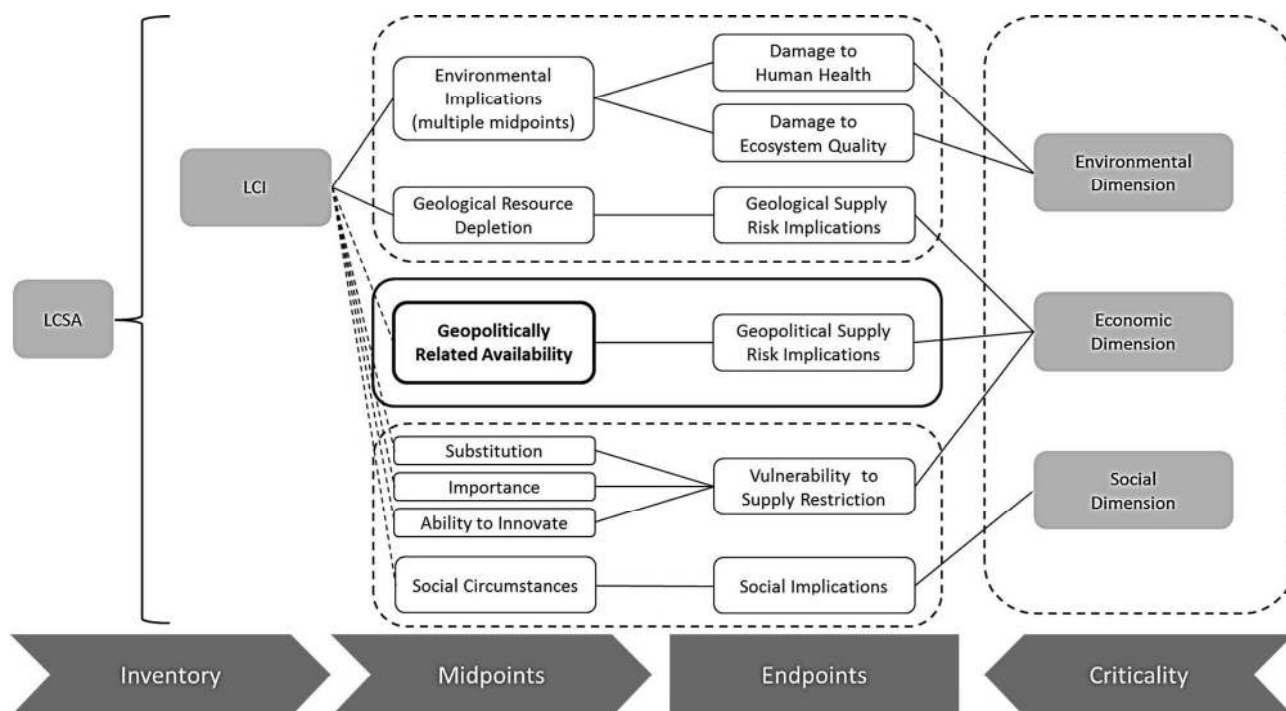 LCSA
LCI
Environmental
Implications
(multiple midpoints)
Geological Resource
Depletion
Geopolitically
Related Availability
Substitution
Importance
Ability to Innovate
Social Circumstances
Damage to
Human Health
Damage to
Ecosystem Quality
Geological Supply
Risk Implications
Geopolitical Supply
Risk Implications
Vulnerability to
Supply Restriction
Social Implications
Environmental
Dimension
Economic
Dimension
Social
Dimension
Inventory
Midpoints
Endpoints
Criticality